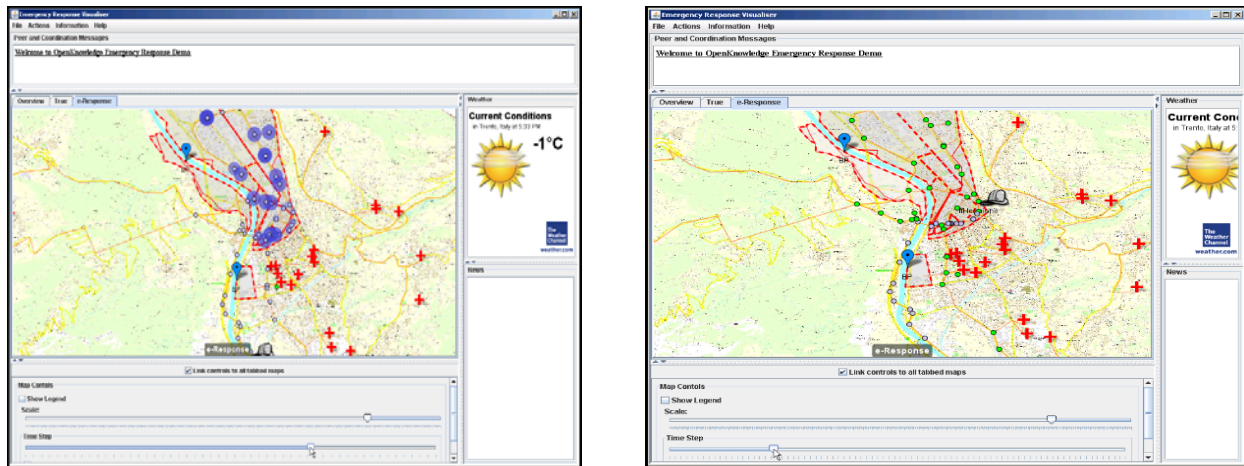 Emergency Response Visualiser
File Actions Information Help
Peer and Coordination Messages
Welcome to OpenKnowledge Emergency Response Demo
Overview True e-Response
Weather
Current Conditions
in Trento, Italy at 5:33 PM
-1°C
The
Weather
Channel
weather.com
News
BP
e-Response
Link controls to all tabbed maps
Map Contols
Show Legend
Scale:
Time Step
Emergency Response Visualiser
File Actions Information Help
Peer and Coordination Messages
Welcome to OpenKnowledge Emergency Response Demo
Overview True e-Response
Weather
Current Con
in Trento, Italy at 5:
BP
The
Weather
Channel
weather.com
BP
News
e-Response
Link controls to all tabbed maps
Map Contols
Show Legend
Scale:
Time Step